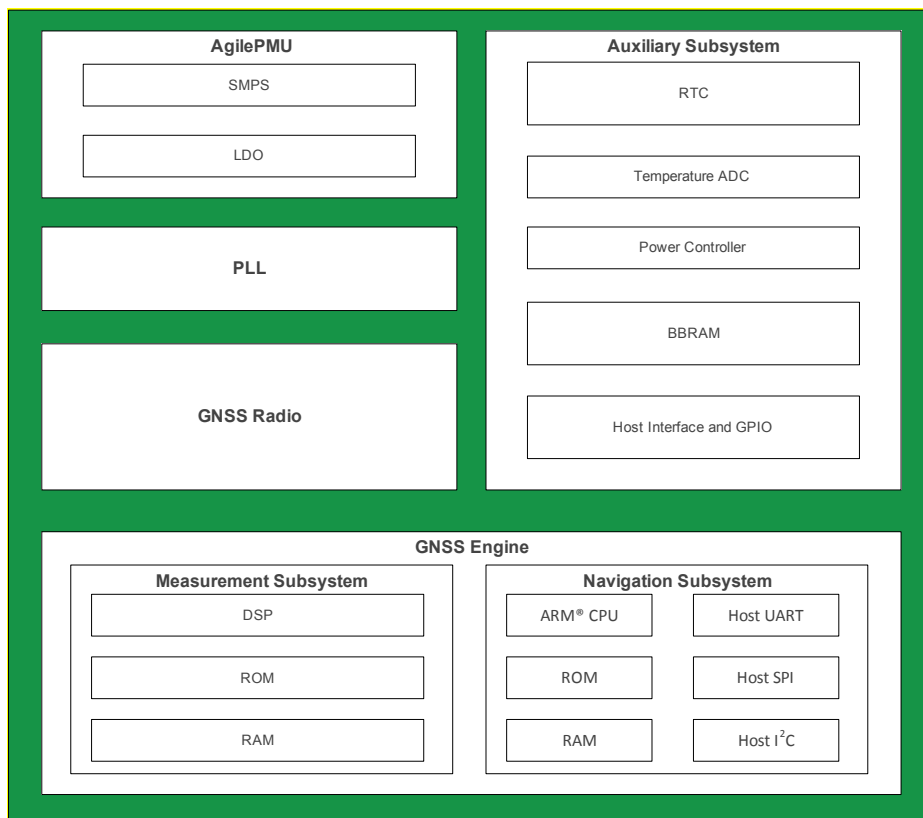 AgilePMU
SMPS
LDO
PLL
GNSS Radio
Auxiliary Subsystem
RTC
Temperature ADC
Power Controller
BBRAM
Host Interface and GPIO
GNSS Engine
Measurement Subsystem
DSP
ROM
RAM
Navigation Subsystem
ARM® CPU
Host UART
ROM
Host SPI
RAM
Host I²C